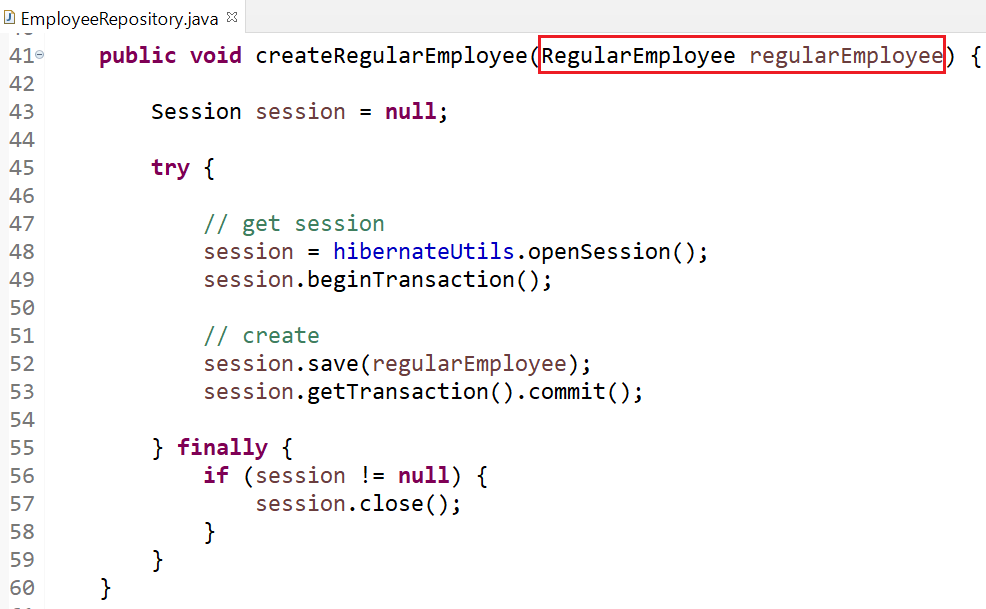 EmployeeRepository.java
41 public void createRegularEmployee(RegularEmployee regularEmployee) {
42
43 Session session = null;
44
45 try {
46
47 // get session
48 session = hibernateUtils.openSession();
49 session.beginTransaction();
50
51 // create
52 session.save(regularEmployee);
53 session.getTransaction().commit();
54
55 } finally {
56 if (session != null) {
57 session.close();
58 }
59 }
60 }